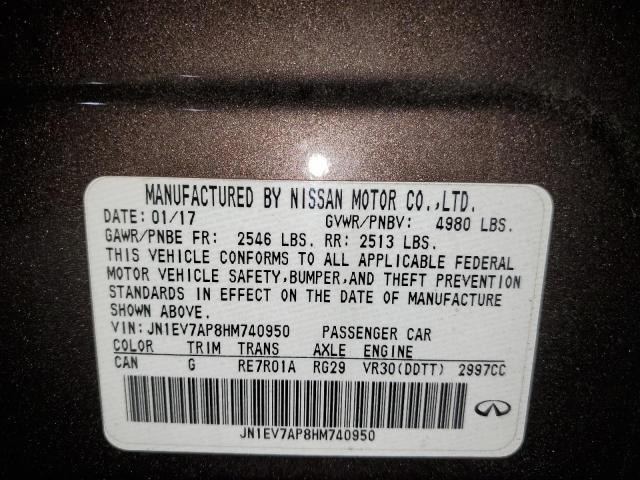 MANUFACTURED BY NISSAN MOTOR CO.,LTD.
DATE: 01/17 GVWR/PNBV: 4980 LBS.
GAWR/PNBE FR: 2546 LBS. RR: 2513 LBS.
THIS VEHICLE CONFORMS TO ALL APPLICABLE FEDERAL
MOTOR VEHICLE SAFETY,BUMPER,AND THEFT PREVENTION
STANDARDS IN EFFECT ON THE DATE OF MANUFACTURE
SHOWN ABOVE.
VIN: JN1EV7AP8HM740950 PASSENGER CAR
COLOR TRIM TRANS AXLE ENGINE
CAN G RE7R01A RG29 VR30(DDTT) 2997CC
JN1EV7AP8HM740950